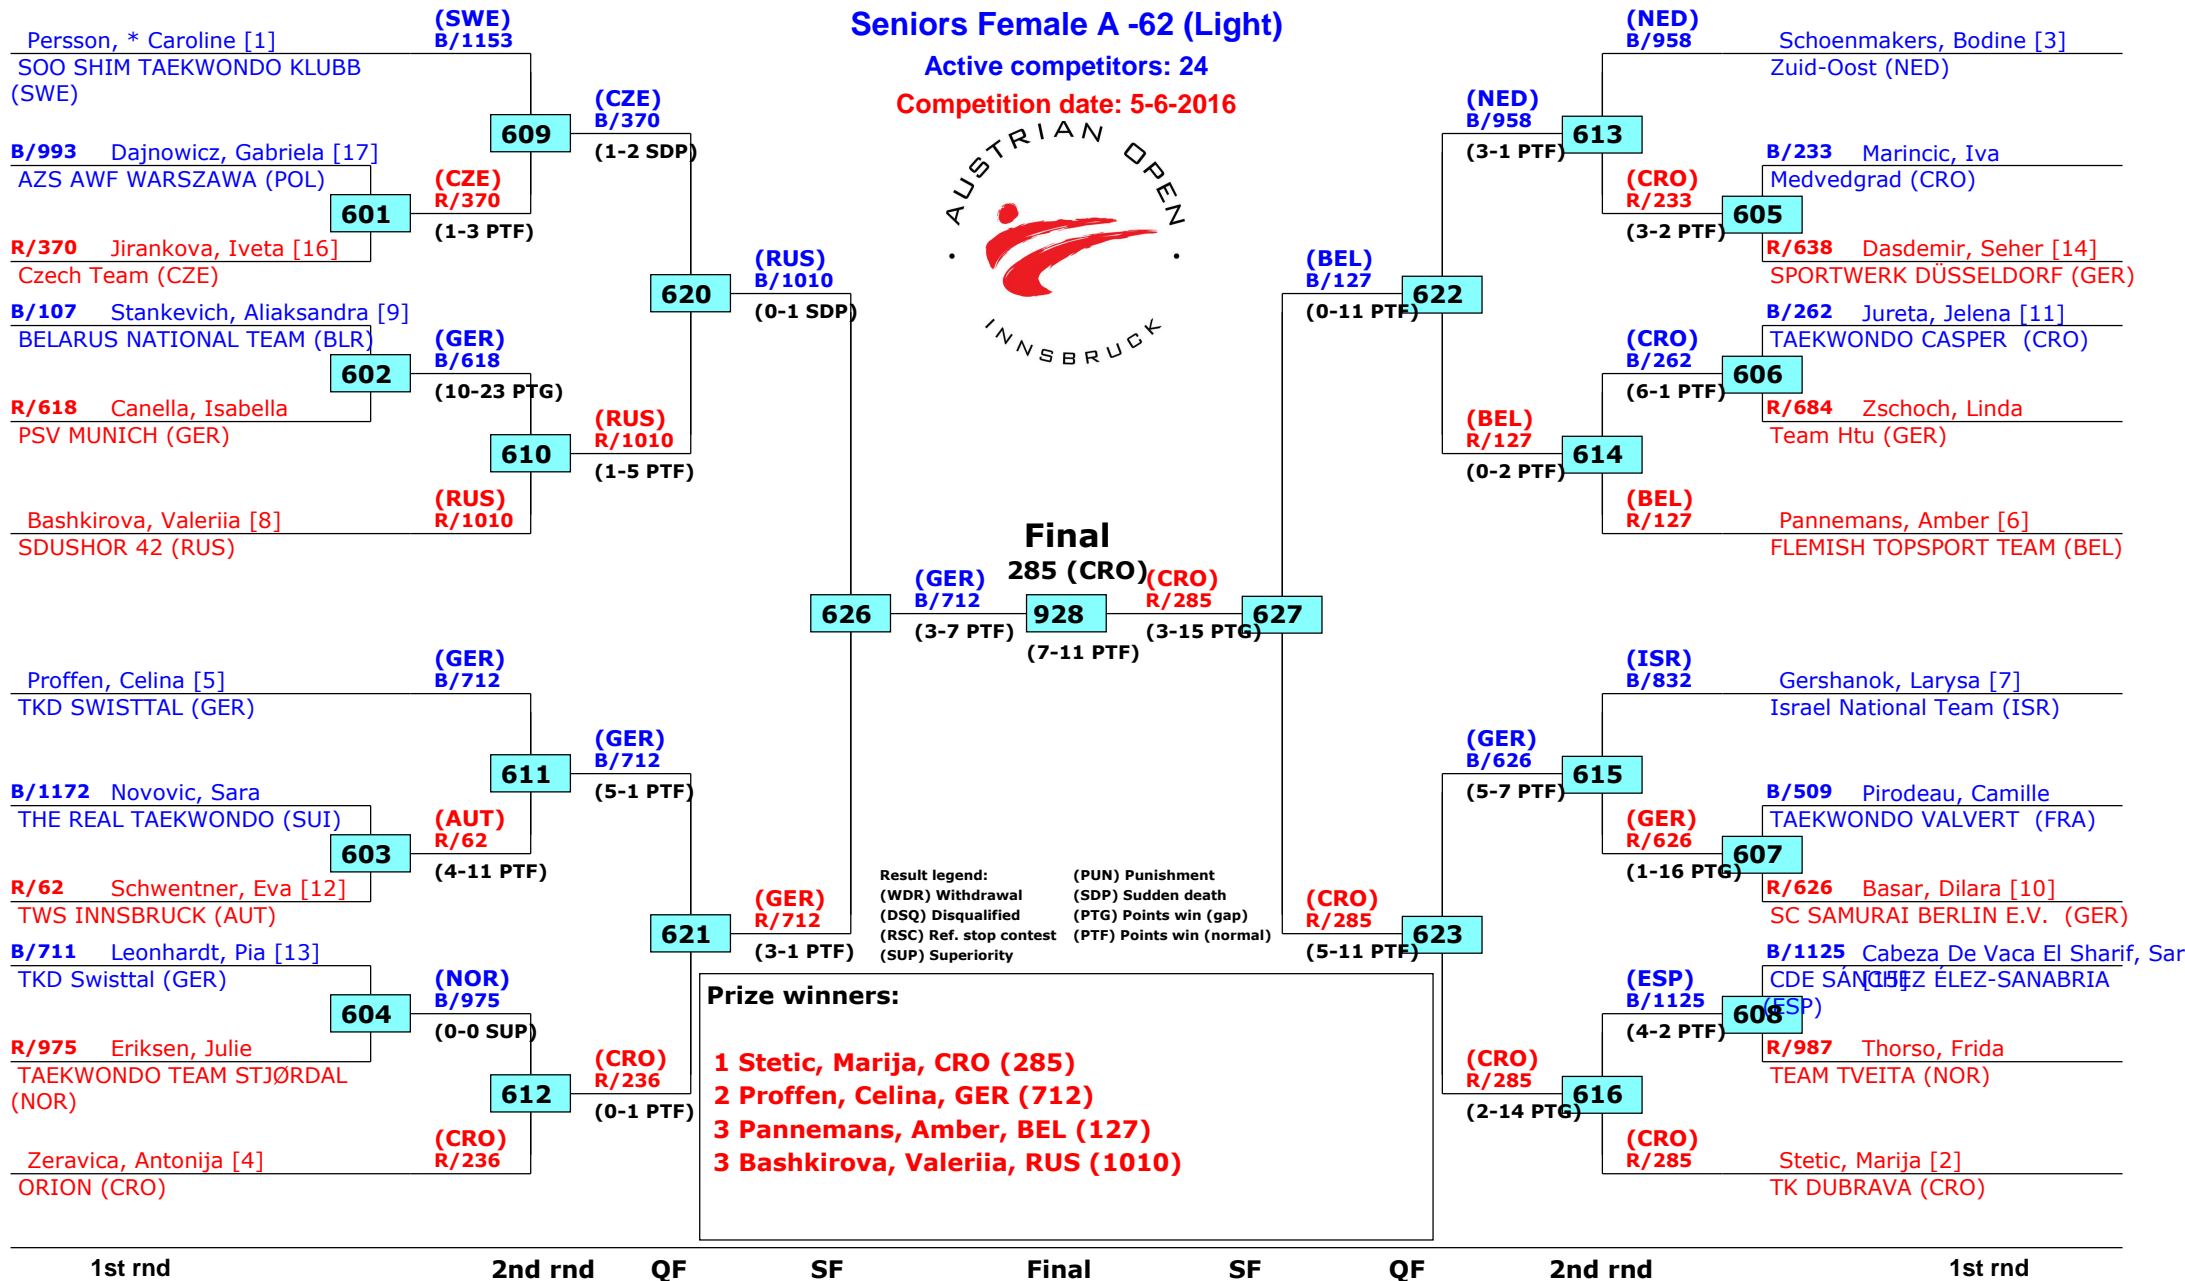 Seniors Female A -62 (Light)
Active competitors: 24
Competition date: 5-6-2016
AUSTRIAN OPEN
INNSBRUCK
(SWE)
B/1153
Persson, * Caroline [1]
SOO SHIM TAEKWONDO KLUBB
(SWE)
609
(CZE)
B/370
(1-2 SDP)
B/993 Dajnowicz, Gabriela [17]
AZS AWF WARSZAWA (POL)
601
(CZE)
R/370
(1-3 PTF)
R/370 Jirankova, Iveta [16]
Czech Team (CZE)
620
(RUS)
B/1010
(0-1 SDP)
B/107 Stankevich, Aliaksandra [9]
BELARUS NATIONAL TEAM (BLR)
602
(GER)
B/618
(10-23 PTG)
R/618 Canella, Isabella
PSV MUNICH (GER)
610
(RUS)
R/1010
(1-5 PTF)
(RUS)
R/1010
Bashkirova, Valeriia [8]
SDUSHOR 42 (RUS)
626
(GER)
B/712
(3-7 PTF)
Final
285 (CRO)
928
(7-11 PTF)
(CRO)
R/285
(3-15 PTG)
627
(GER)
B/712
Proffen, Celina [5]
TKD SWISTTAL (GER)
611
(GER)
B/712
(5-1 PTF)
B/1172 Novovic, Sara
THE REAL TAEKWONDO (SUI)
603
(AUT)
R/62
(4-11 PTF)
R/62 Schwentner, Eva [12]
TWS INNSBRUCK (AUT)
621
(GER)
R/712
(3-1 PTF)
B/711 Leonhardt, Pia [13]
TKD Swisttal (GER)
604
(NOR)
B/975
(0-0 SUP)
R/975 Eriksen, Julie
TAEKWONDO TEAM STJØRDAL
(NOR)
612
(CRO)
R/236
(0-1 PTF)
(CRO)
R/236
Zeravica, Antonija [4]
ORION (CRO)
(NED)
B/958
Schoenmakers, Bodine [3]
Zuid-Oost (NED)
(NED)
B/958
(3-1 PTF)
613
B/233 Marincic, Iva
Medvedgrad (CRO)
(CRO)
R/233
(3-2 PTF)
605
R/638 Dasdemir, Seher [14]
SPORTWERK DÜSSELDORF (GER)
(BEL)
B/127
(0-11 PTF)
622
B/262 Jureta, Jelena [11]
TAEKWONDO CASPER (CRO)
(CRO)
B/262
(6-1 PTF)
606
R/684 Zschoch, Linda
Team Htu (GER)
(BEL)
R/127
(0-2 PTF)
614
(BEL)
R/127
Pannemans, Amber [6]
FLEMISH TOPSPORT TEAM (BEL)
(ISR)
B/832
Gershanok, Larysa [7]
Israel National Team (ISR)
(GER)
B/626
(5-7 PTF)
615
B/509 Pirodeau, Camille
TAEKWONDO VALVERT (FRA)
(GER)
R/626
(1-16 PTG)
607
R/626 Basar, Dilara [10]
SC SAMURAI BERLIN E.V. (GER)
(CRO)
R/285
(5-11 PTF)
623
B/1125 Cabeza De Vaca El Sharif, Sar
[15]
CDE SÁNCHEZ ÉLEZ-SANABRIA
(ESP)
(ESP)
B/1125
(4-2 PTF)
608
R/987 Thorso, Frida
TEAM TVEITA (NOR)
(CRO)
R/285
(2-14 PTG)
616
(CRO)
R/285
Stetic, Marija [2]
TK DUBRAVA (CRO)
Result legend: (PUN) Punishment
(WDR) Withdrawal (SDP) Sudden death
(DSQ) Disqualified (PTG) Points win (gap)
(RSC) Ref. stop contest (PTF) Points win (normal)
(SUP) Superiority
Prize winners:
1 Stetic, Marija, CRO (285)
2 Proffen, Celina, GER (712)
3 Pannemans, Amber, BEL (127)
3 Bashkirova, Valeriia, RUS (1010)
1st rnd 2nd rnd QF SF Final SF QF 2nd rnd 1st rnd